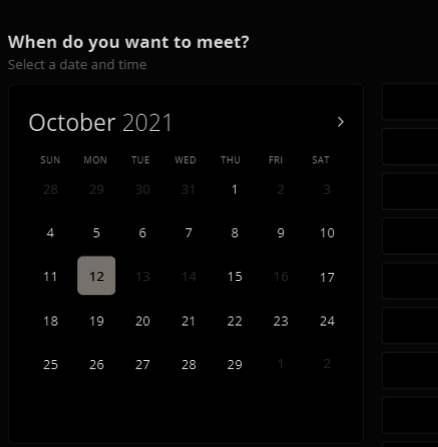 When do you want to meet?
Select a date and time
October 2021
SUN MON TUE WED THU FRI SAT
28 29 30 31 1 2 3
4 5 6 7 8 9 10
11 12 13 14 15 16 17
18 19 20 21 22 23 24
25 26 27 28 29 1 2